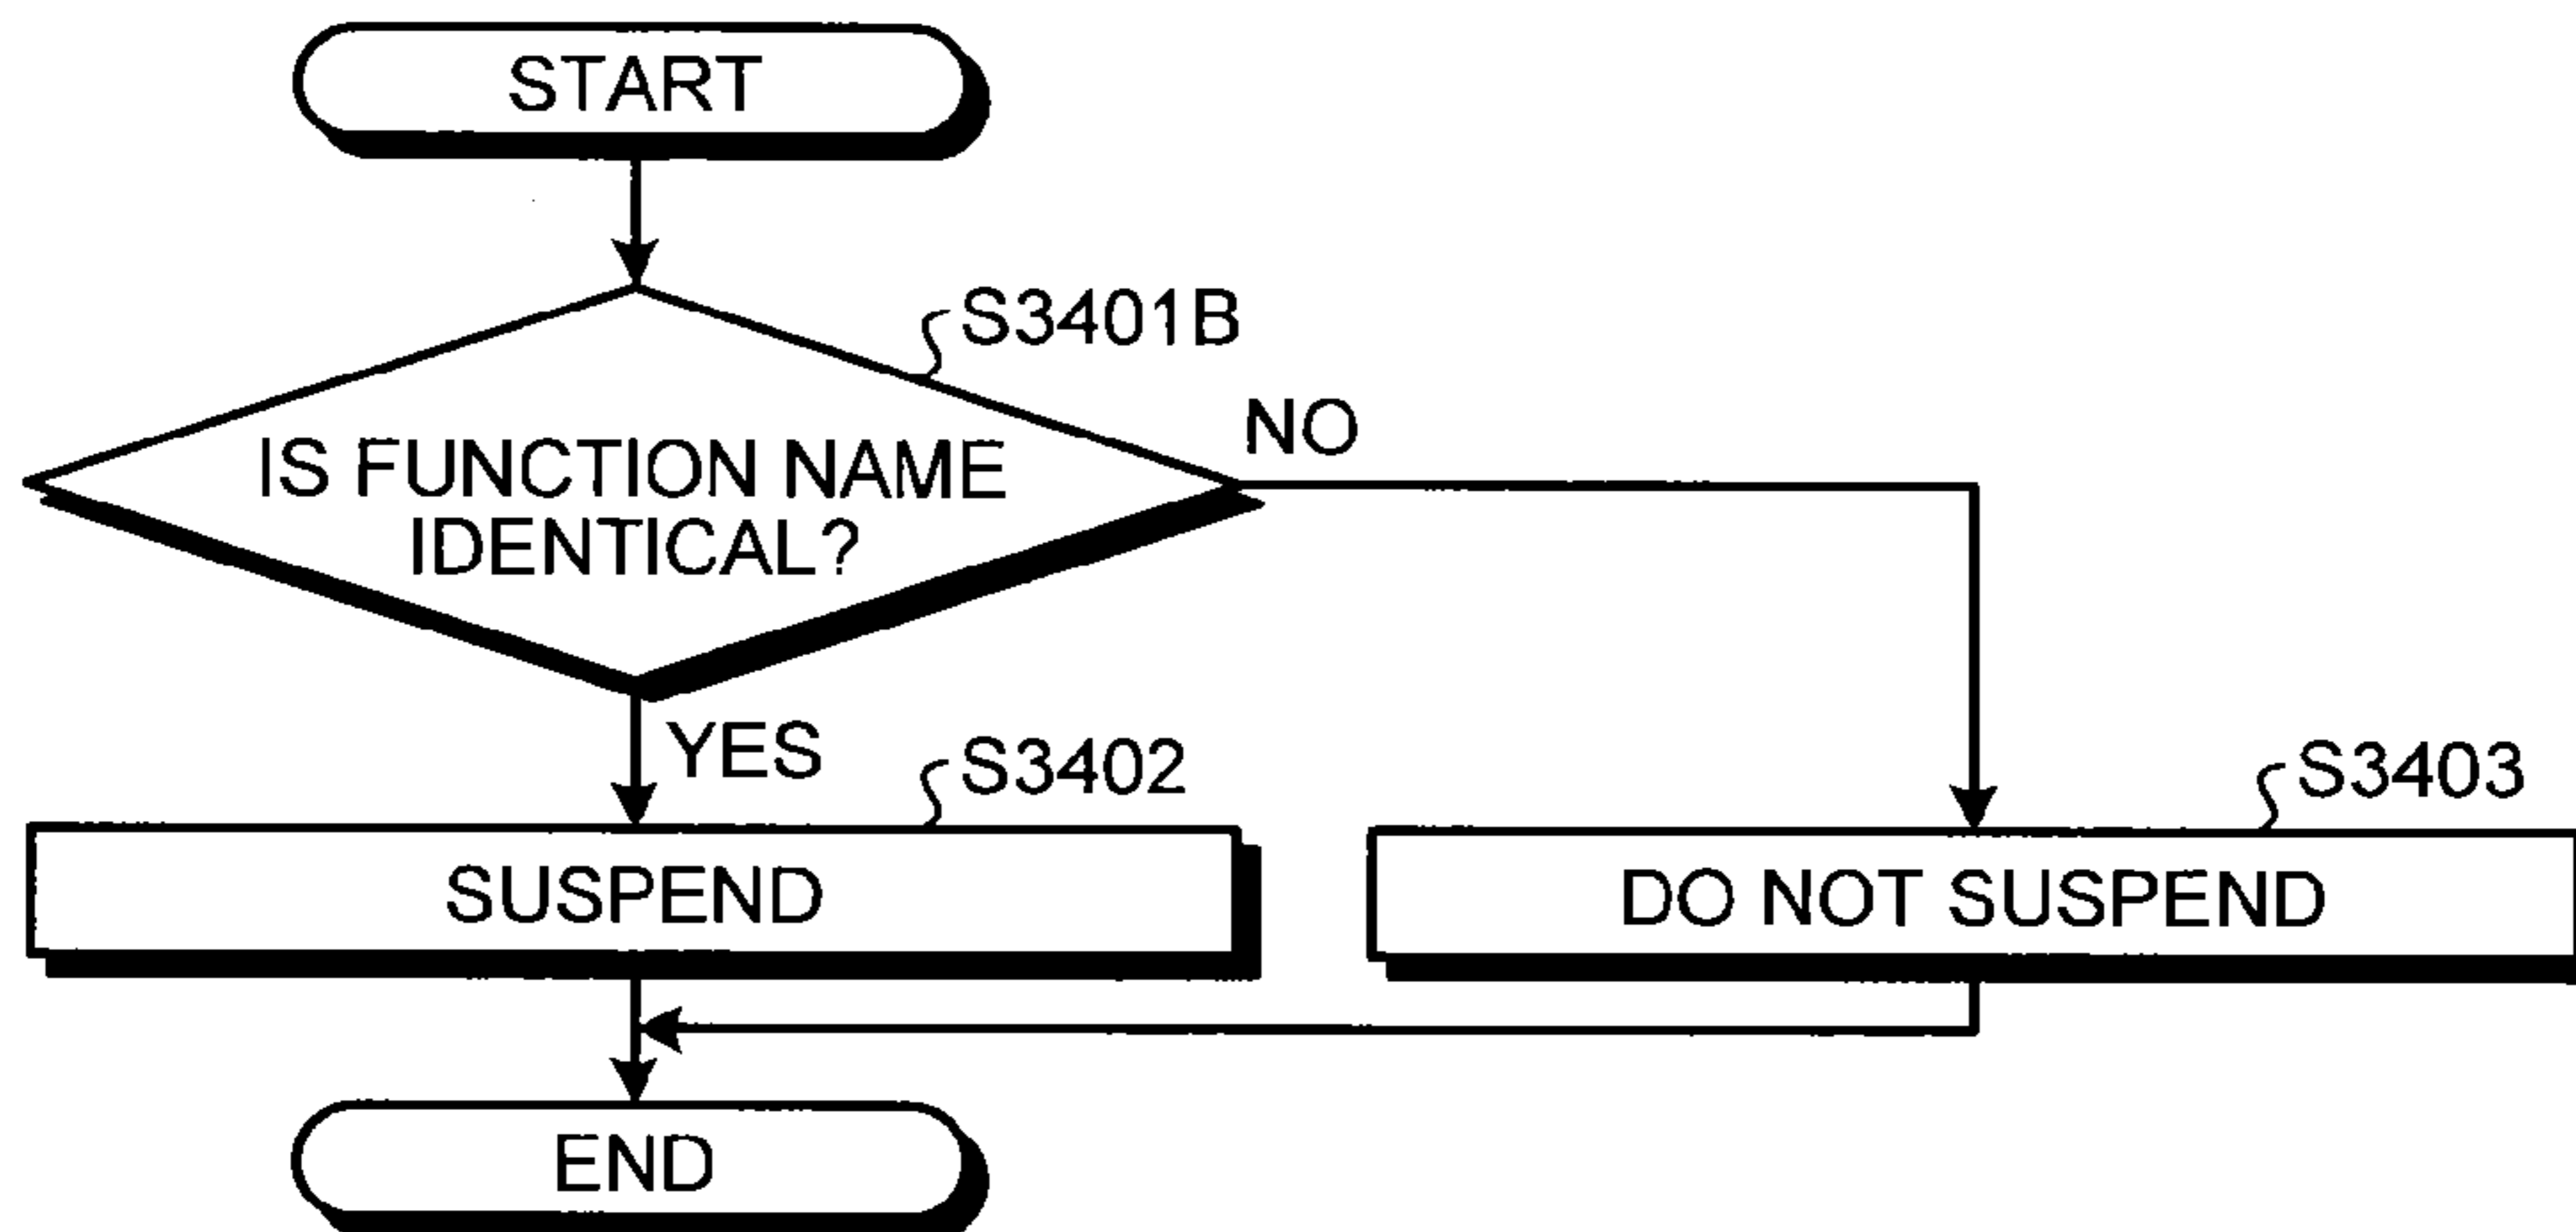 START
S3401B
NO
IS FUNCTION NAME
IDENTICAL?
YES
S3402
S3403
SUSPEND
DO NOT SUSPEND
END